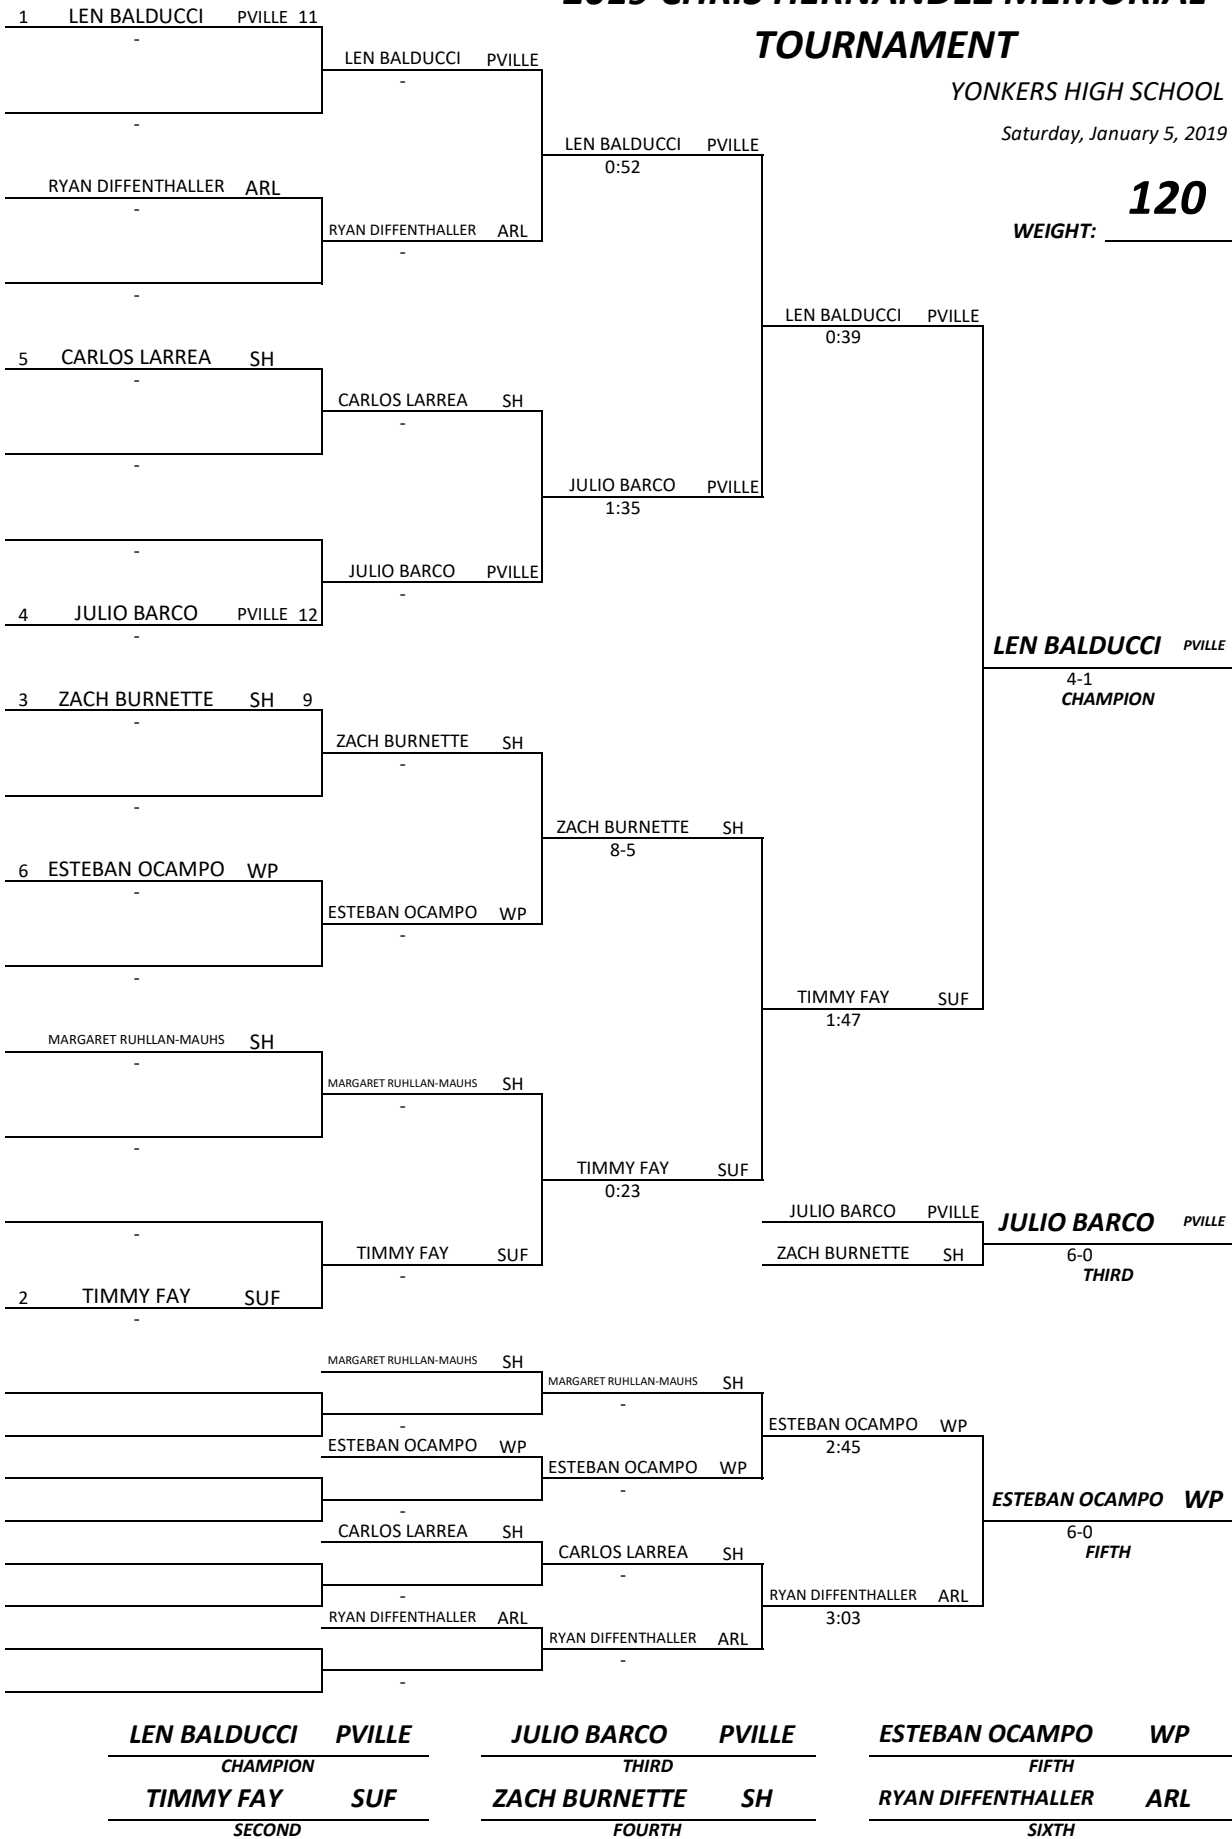 2019 CHRIS HERNANDEZ MEMORIAL
TOURNAMENT
YONKERS HIGH SCHOOL
Saturday, January 5, 2019
WEIGHT: 120
1 LEN BALDUCCI PVILLE 11
-
LEN BALDUCCI PVILLE
-
-
LEN BALDUCCI PVILLE
0:52
RYAN DIFFENTHALLER ARL
-
RYAN DIFFENTHALLER ARL
-
-
LEN BALDUCCI PVILLE
0:39
5 CARLOS LARREA SH
-
CARLOS LARREA SH
-
-
JULIO BARCO PVILLE
1:35
-
JULIO BARCO PVILLE
-
4 JULIO BARCO PVILLE 12
-
LEN BALDUCCI PVILLE
4-1
CHAMPION
3 ZACH BURNETTE SH 9
-
ZACH BURNETTE SH
-
-
ZACH BURNETTE SH
8-5
6 ESTEBAN OCAMPO WP
-
ESTEBAN OCAMPO WP
-
-
TIMMY FAY SUF
1:47
MARGARET RUHLLAN-MAUHS SH
-
MARGARET RUHLLAN-MAUHS SH
-
-
TIMMY FAY SUF
0:23
-
TIMMY FAY SUF
-
2 TIMMY FAY SUF
-
JULIO BARCO PVILLE
ZACH BURNETTE SH
JULIO BARCO PVILLE
6-0
THIRD
MARGARET RUHLLAN-MAUHS SH
MARGARET RUHLLAN-MAUHS SH
-
-
ESTEBAN OCAMPO WP
2:45
ESTEBAN OCAMPO WP
ESTEBAN OCAMPO WP
-
-
ESTEBAN OCAMPO WP
6-0
FIFTH
CARLOS LARREA SH
CARLOS LARREA SH
-
-
RYAN DIFFENTHALLER ARL
3:03
RYAN DIFFENTHALLER ARL
RYAN DIFFENTHALLER ARL
-
-
LEN BALDUCCI PVILLE JULIO BARCO PVILLE ESTEBAN OCAMPO WP
CHAMPION THIRD FIFTH
TIMMY FAY SUF ZACH BURNETTE SH RYAN DIFFENTHALLER ARL
SECOND FOURTH SIXTH